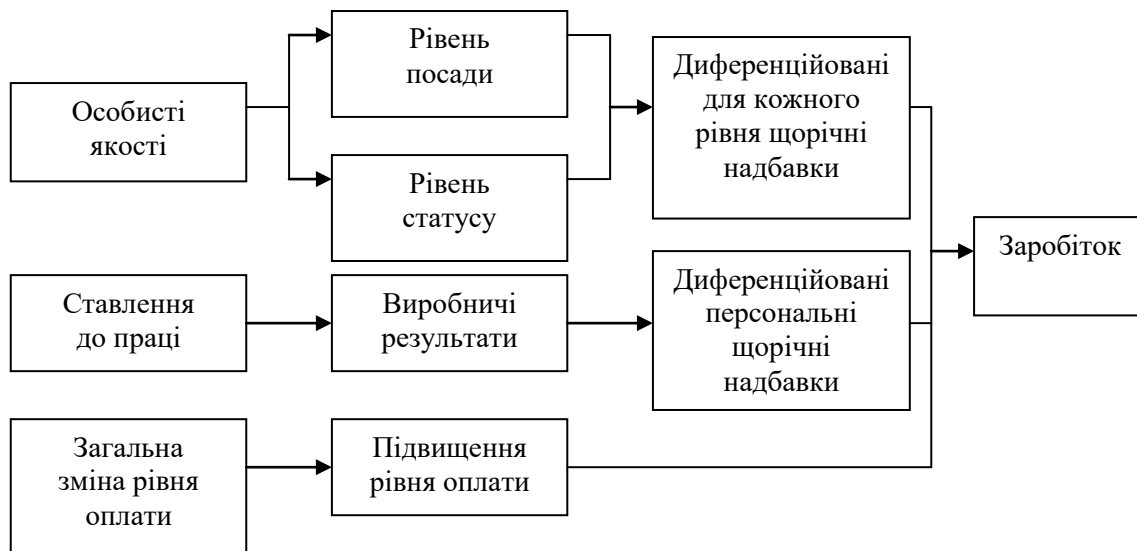 Особисті
якості
Рівень
посади
Рівень
статусу
Диференційовані
для кожного
рівня щорічні
надбавки
Ставлення
до праці
Виробничі
результати
Диференційовані
персональні
щорічні
надбавки
Загальна
зміна рівня
оплати
Підвищення
рівня оплати
Заробіток